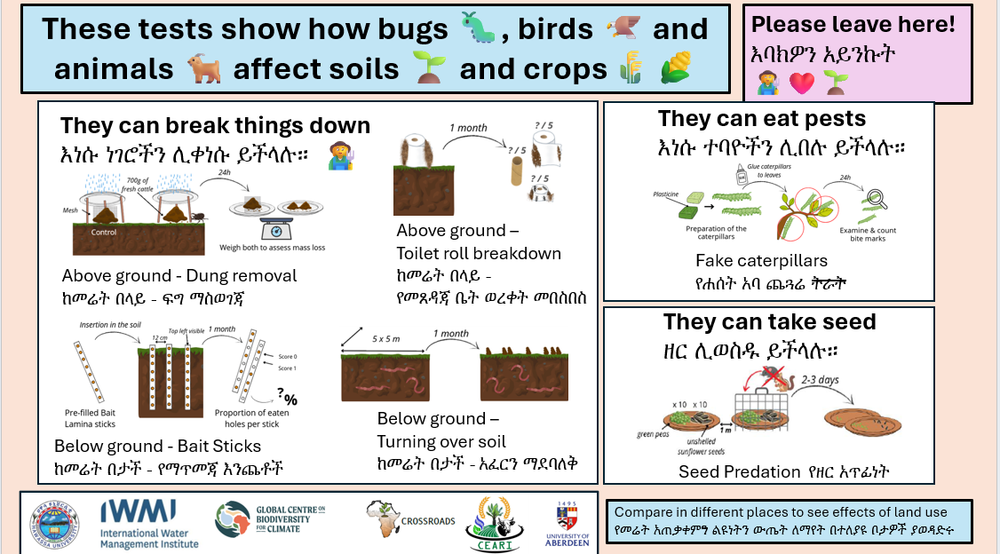 These tests show how bugs , birds and
animals affect soils and crops
Please leave here!
እባክዎን አይንኩት
They can break things down
እነሱ ነገሮችን ሊቀንሱ ይችላሉ።
24h
700g of
fresh cattle
Mesh
Control
Weigh both to assess mass loss
Above ground - Dung removal
ከመሬት በላይ - ፍግ ማስወገጃ
1 month
? / 5
? / 5
? / 5
Above ground –
Toilet roll breakdown
ከመሬት በላይ -
የመጸዳጃ ቤት ወረቀት መበስበስ
Insertion in the soil
12 cm
Top left visible
1 month
Score 0
Score 1
?%
Pre-filled Bait
Lamina sticks
Proportion of eaten
holes per stick
Below ground - Bait Sticks
ከመሬት በታች - የማጥመጃ እንጨቶች
5 x 5 m
1 month
Below ground –
Turning over soil
ከመሬት በታች - አፈርን ማደባለቅ
They can eat pests
እነሱ ተባዮችን ሊበሉ ይችላሉ።
Glue caterpillars
to leaves
24h
Plasticine
Preparation of the
caterpillars
Examine & count
bite marks
Fake caterpillars
የሐሰት አባ ጨጓሬ ትራት
They can take seed
ዘር ሊወስዱ ይችላሉ።
2-3 days
x 10 x 10
1 m
green peas
unshelled
sunflower seeds
Seed Predation የዘር አጥፊነት
HAWASSA UNIVERSITY
IWMI
International Water
Management Institute
GLOBAL CENTRE ON
BIODIVERSITY
FOR CLIMATE
CROSSROADS
CEARI
1495
UNIVERSITY OF
ABERDEEN
Compare in different places to see effects of land use
የመሬት አጠቃቀምን ልዩነትን ውጤት ለማየት በተለያዩ ቦታዎች ያወዳድሩ